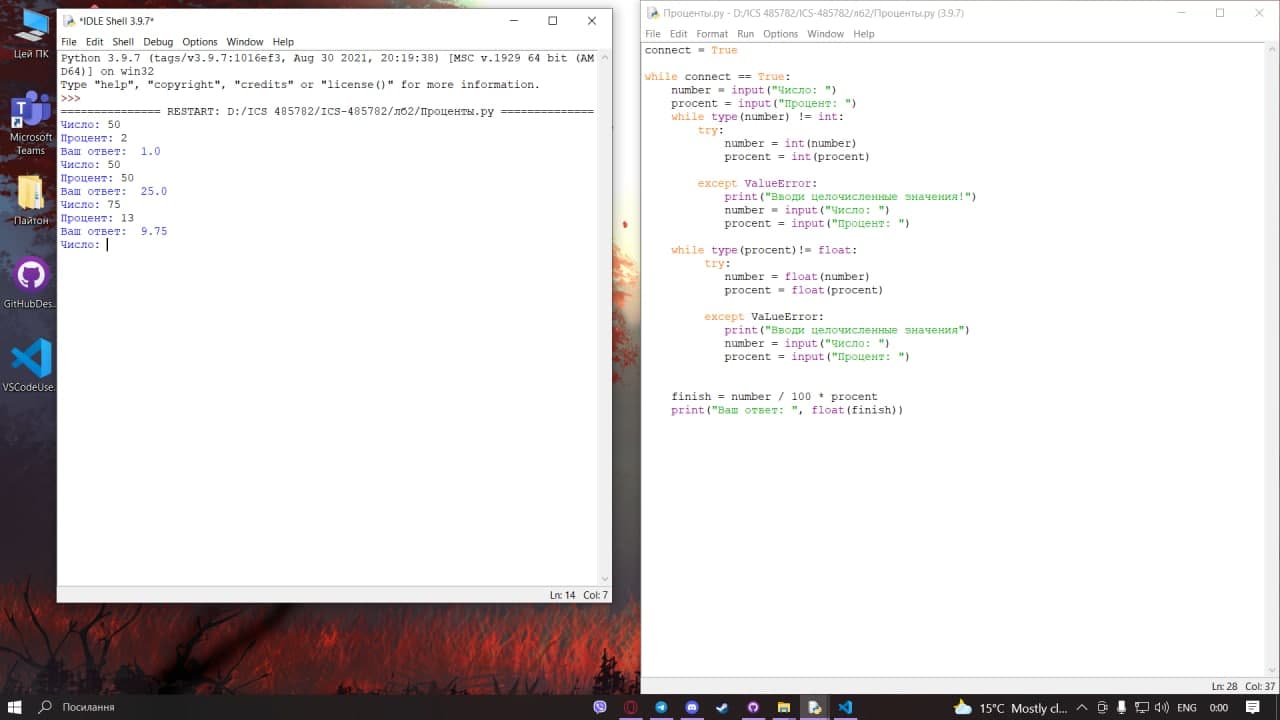 Цей ПК
Microsoft
Teams
Пайтон
GitHubDes...
VSCodeUse...
*IDLE Shell 3.9.7*
File Edit Shell Debug Options Window Help
Python 3.9.7 (tags/v3.9.7:1016ef3, Aug 30 2021, 20:19:38) [MSC v.1929 64 bit (AM
D64)] on win32
Type "help", "copyright", "credits" or "license()" for more information.
>>>
=============== RESTART: D:/ICS 485782/ICS-485782/лб2/Проценты.py ==============
Число: 50
Процент: 2
Ваш ответ:  1.0
Число: 50
Процент: 50
Ваш ответ:  25.0
Число: 75
Процент: 13
Ваш ответ:  9.75
Число:
Ln: 14 Col: 7
Проценты.py - D:/ICS 485782/ICS-485782/лб2/Проценты.py (3.9.7)
File Edit Format Run Options Window Help
connect = True
while connect == True:
    number = input("Число: ")
    procent = input("Процент: ")
    while type(number) != int:
        try:
            number = int(number)
            procent = int(procent)
        except ValueError:
            print("Вводи целочисленные значения!")
            number = input("Число: ")
            procent = input("Процент: ")
    while type(procent)!= float:
         try:
            number = float(number)
            procent = float(procent)
         except VaLueError:
            print("Вводи целочисленные значения")
            number = input("Число: ")
            procent = input("Процент: ")
    finish = number / 100 * procent
    print("Ваш ответ: ", float(finish))
Ln: 28 Col: 37
Посилання
15°C Mostly cl... ENG 0:00